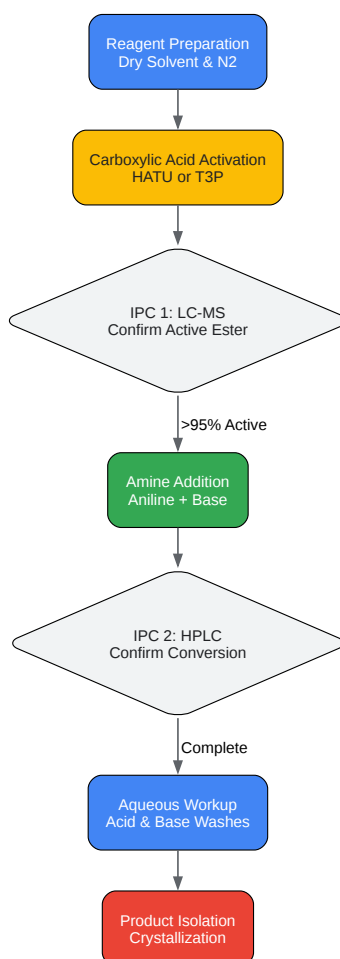 Reagent Preparation
Dry Solvent & N2
Carboxylic Acid Activation
HATU or T3P
IPC 1: LC-MS
Confirm Active Ester
>95% Active
Amine Addition
Aniline + Base
IPC 2: HPLC
Confirm Conversion
Complete
Aqueous Workup
Acid & Base Washes
Product Isolation
Crystallization